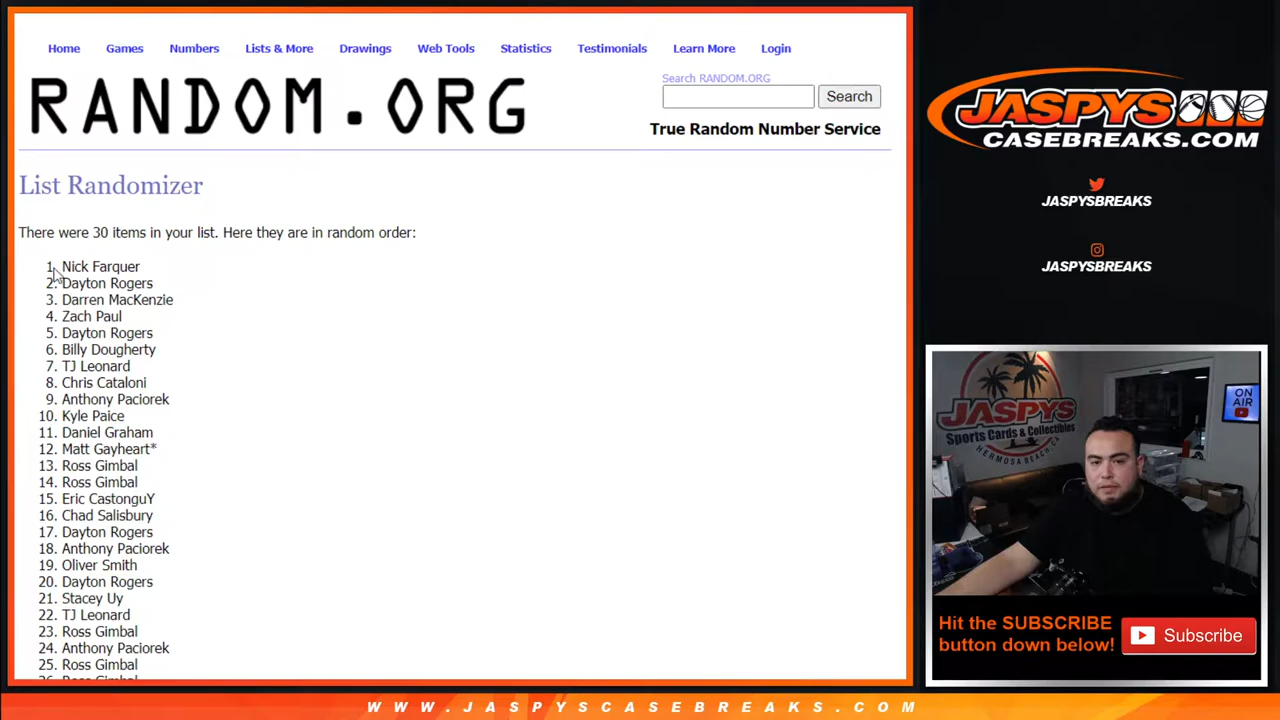 Home Games Numbers Lists & More Drawings Web Tools Statistics Testimonials Learn More Login
RANDOM.ORG
Search RANDOM.ORG
Search
True Random Number Service
List Randomizer
There were 30 items in your list. Here they are in random order:
1. Nick Farquer
2. Dayton Rogers
3. Darren MacKenzie
4. Zach Paul
5. Dayton Rogers
6. Billy Dougherty
7. TJ Leonard
8. Chris Cataloni
9. Anthony Paciorek
10. Kyle Paice
11. Daniel Graham
12. Matt Gayheart*
13. Ross Gimbal
14. Ross Gimbal
15. Eric CastonguY
16. Chad Salisbury
17. Dayton Rogers
18. Anthony Paciorek
19. Oliver Smith
20. Dayton Rogers
21. Stacey Uy
22. TJ Leonard
23. Ross Gimbal
24. Anthony Paciorek
25. Ross Gimbal
26. Ross Gimbal
JASPYS
CASEBREAKS.COM
JASPYSBREAKS
JASPYSBREAKS
JASPYS
Sports Cards & Collectibles
HERMOSA BEACH, CA
ON
AIR
Hit the SUBSCRIBE
button down below!
Subscribe
WWW.JASPYSCASEBREAKS.COM